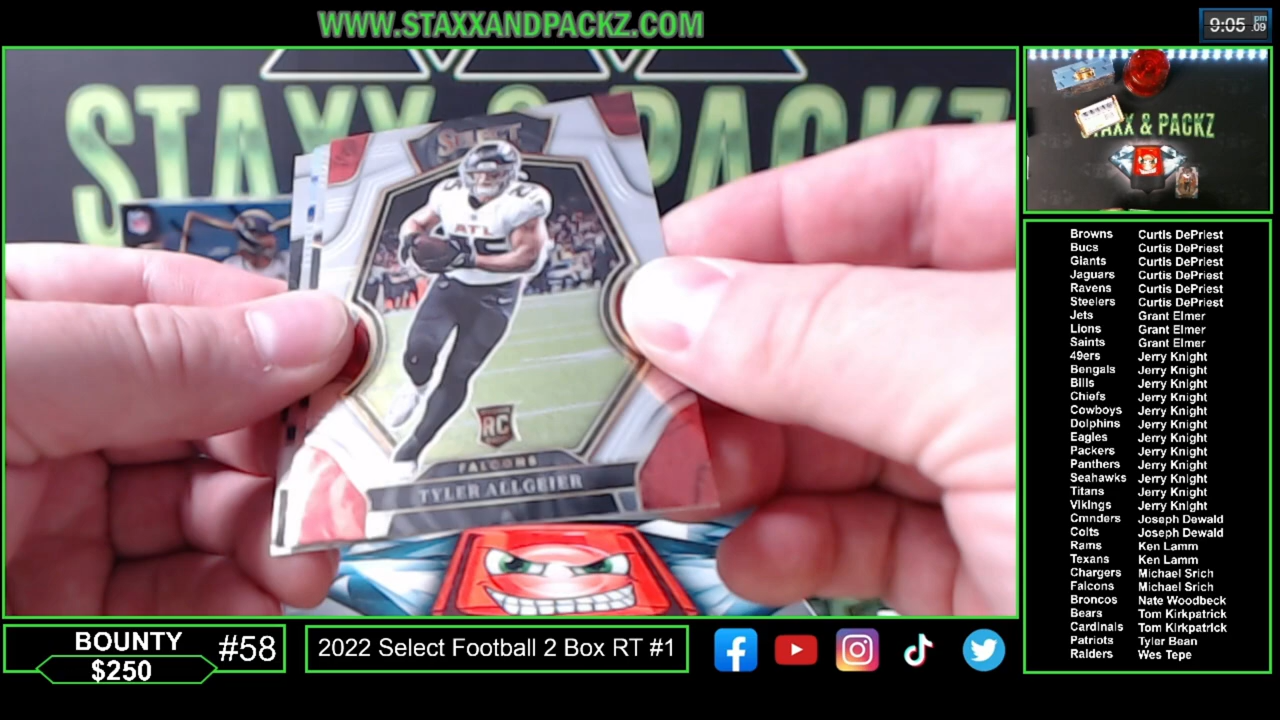 WWW.STAXXANDPACKZ.COM
9:05 pm .09
STAXX & PACKZ
SELECT
ATL
25
RC
FALCONS
TYLER ALLGEIER
STAXX & PACKZ
Browns Curtis DePriest
Bucs Curtis DePriest
Giants Curtis DePriest
Jaguars Curtis DePriest
Ravens Curtis DePriest
Steelers Curtis DePriest
Jets Grant Elmer
Lions Grant Elmer
Saints Grant Elmer
49ers Jerry Knight
Bengals Jerry Knight
Bills Jerry Knight
Chiefs Jerry Knight
Cowboys Jerry Knight
Dolphins Jerry Knight
Eagles Jerry Knight
Packers Jerry Knight
Panthers Jerry Knight
Seahawks Jerry Knight
Titans Jerry Knight
Vikings Jerry Knight
Cmnders Joseph Dewald
Colts Joseph Dewald
Rams Ken Lamm
Texans Ken Lamm
Chargers Michael Srich
Falcons Michael Srich
Broncos Nate Woodbeck
Bears Tom Kirkpatrick
Cardinals Tom Kirkpatrick
Patriots Tyler Bean
Raiders Wes Tepe
BOUNTY
$250
#58
2022 Select Football 2 Box RT #1